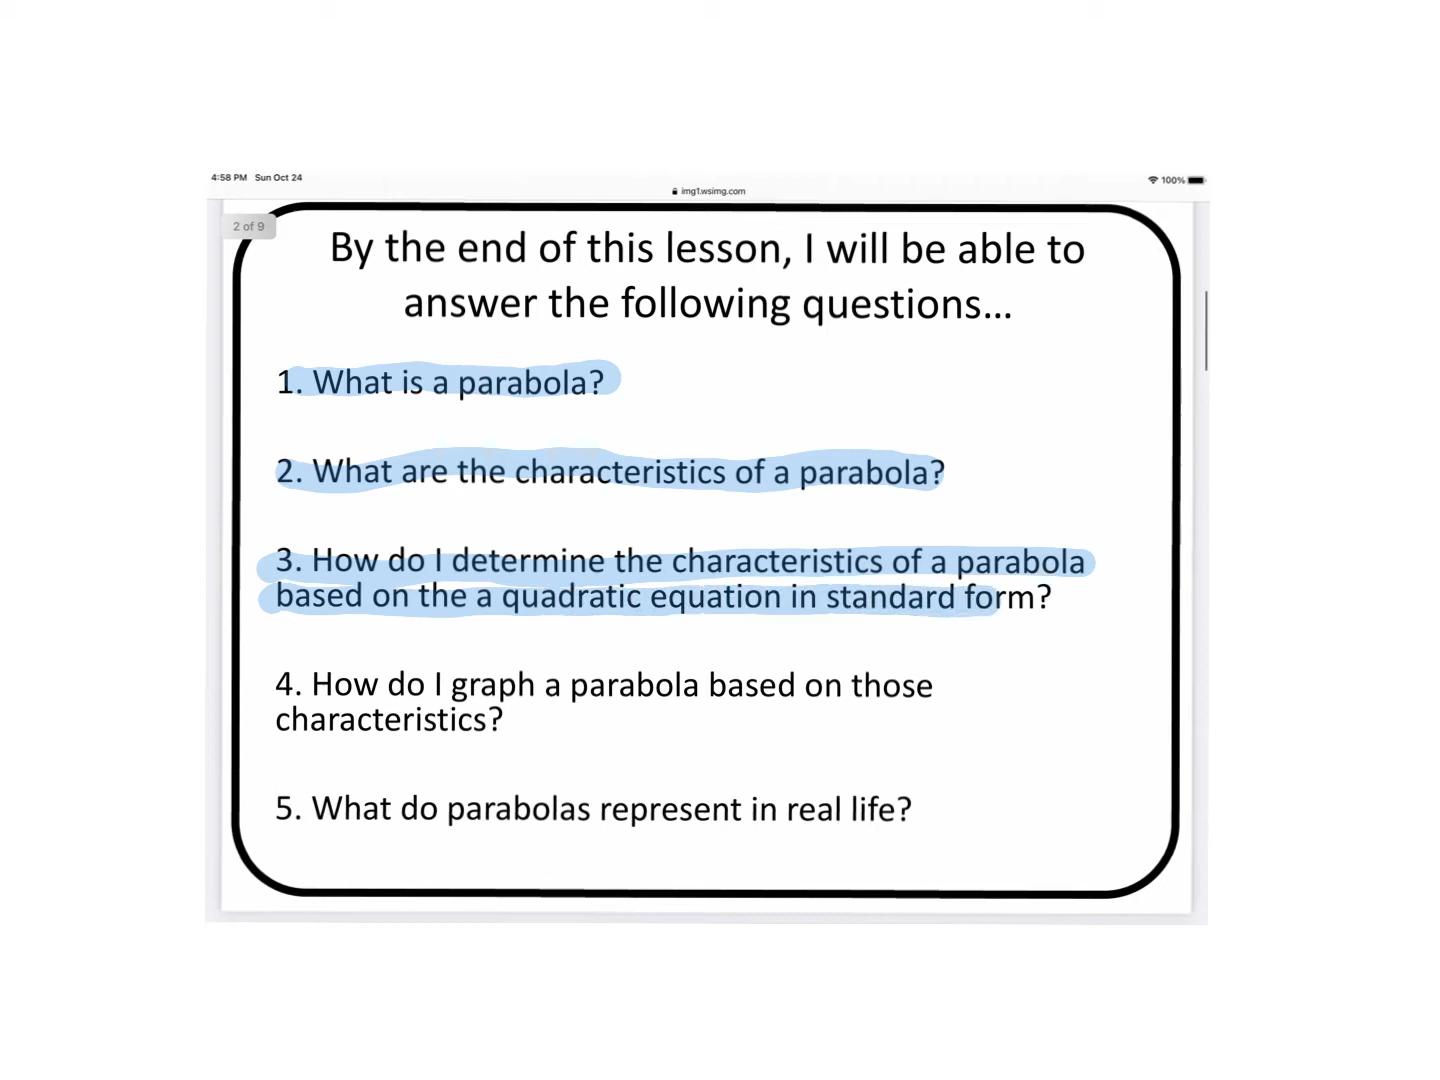 4:58 PM Sun Oct 24
100%
img1.wsimg.com
2 of 9
By the end of this lesson, I will be able to
answer the following questions...
1. What is a parabola?
2. What are the characteristics of a parabola?
3. How do I determine the characteristics of a parabola
based on the a quadratic equation in standard form?
4. How do I graph a parabola based on those
characteristics?
5. What do parabolas represent in real life?